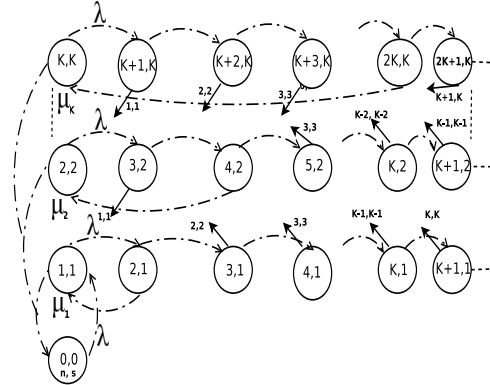 λ
K,K K+1,K K+2,K K+3,K 2K,K 2K+1,K
μK 1,1 2,2 3,3 K+1,K
λ 3,3 K-2, K-2 K-1,K-1
2,2 3,2 4,2 5,2 K,2 K+1,2
μ2 1,1
λ 2,2 3,3 K-1,K-1 K,K
1,1 2,1 3,1 4,1 K,1 K+1,1
μ1
λ
0,0
n, s